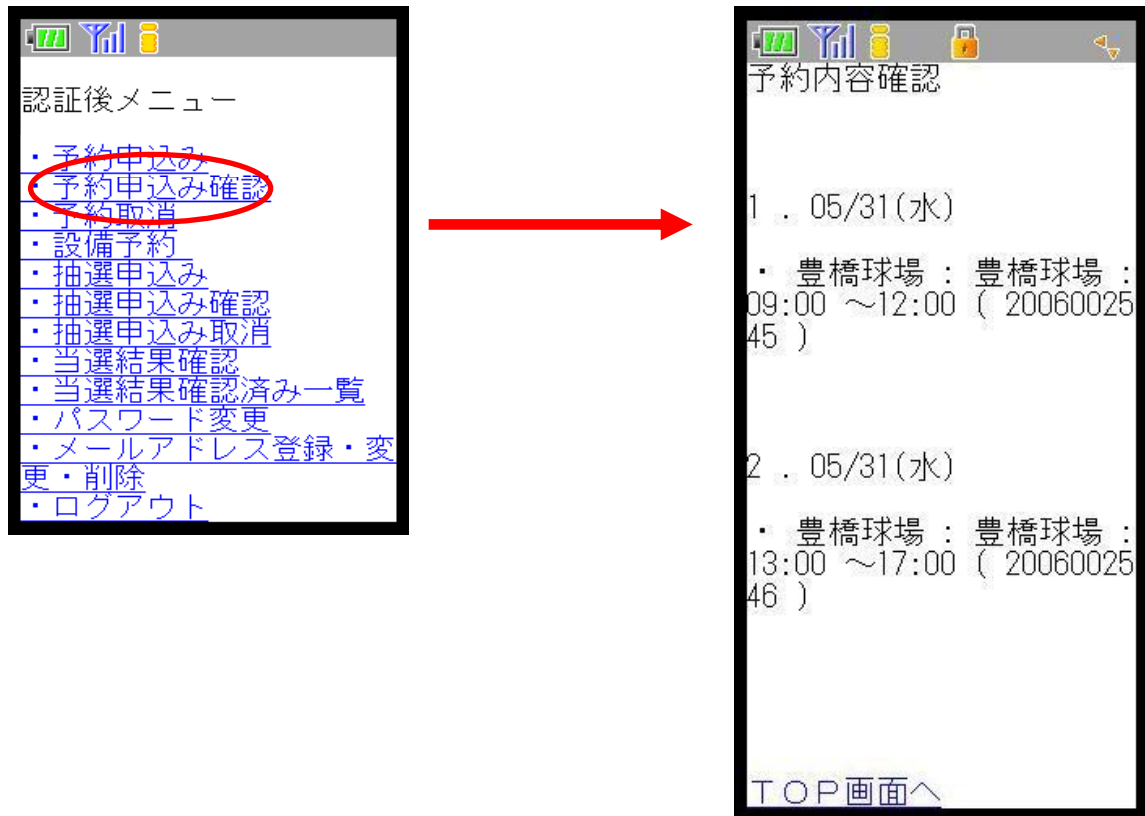 認証後メニュー
・予約申込み
・予約申込み確認
・予約取消
・設備予約
・抽選申込み
・抽選申込み確認
・抽選申込み取消
・当選結果確認
・当選結果確認済み一覧
・パスワード変更
・メールアドレス登録・変
更・削除
・ログアウト
予約内容確認
1 . 05/31(水)
・ 豊橋球場 : 豊橋球場 :
09:00 ～12:00 ( 20060025
45 )
2 . 05/31(水)
・ 豊橋球場 : 豊橋球場 :
13:00 ～17:00 ( 20060025
46 )
ＴＯＰ画面へ